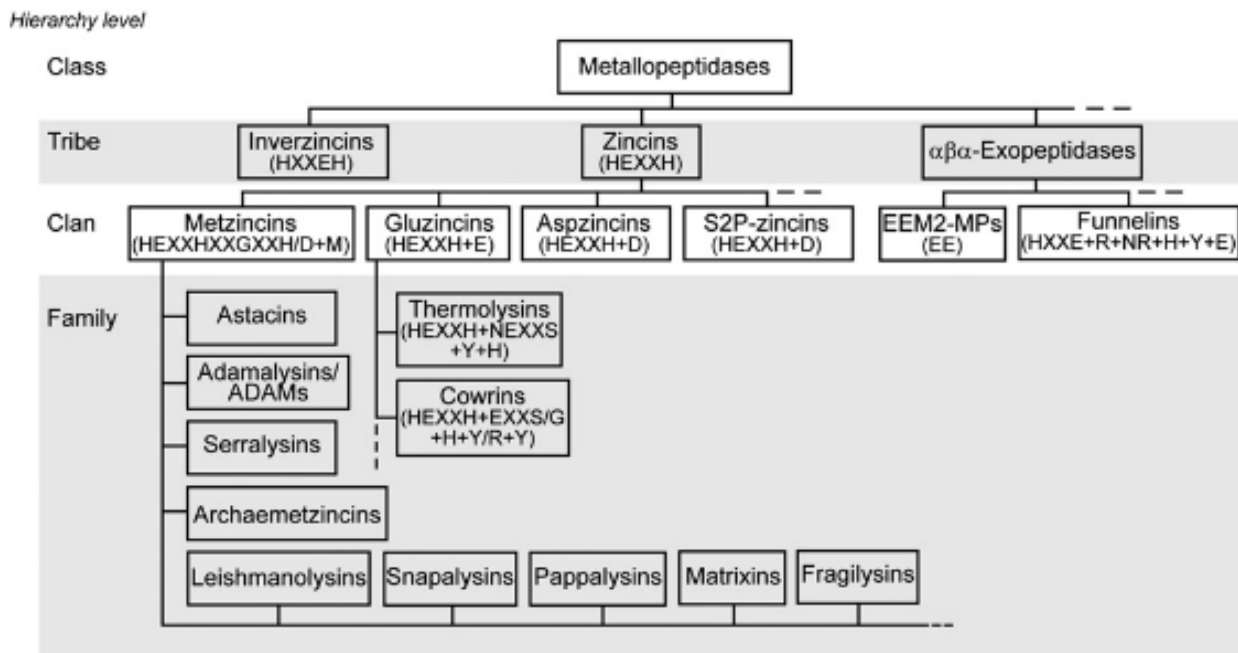 Hierarchy level
Class
Metallopeptidases
Tribe
Inverzincins
(HXXEH)
Zincins
(HEXXH)
αβα-Exopeptidases
Clan
Metzincins
(HEXXHXXGXXH/D+M)
Gluzincins
(HEXXH+E)
Aspzincins
(HEXXH+D)
S2P-zincins
(HEXXH+D)
EEM2-MPs
(EE)
Funnelins
(HXXE+R+NR+H+Y+E)
Family
Astacins
Adamalysins/
ADAMs
Serralysins
Archaemetzincins
Thermolysins
(HEXXH+NEXXS
+Y+H)
Cowrins
(HEXXH+EXXS/G
+H+Y/R+Y)
Leishmanolysins
Snapalysins
Pappalysins
Matrixins
Fragilysins